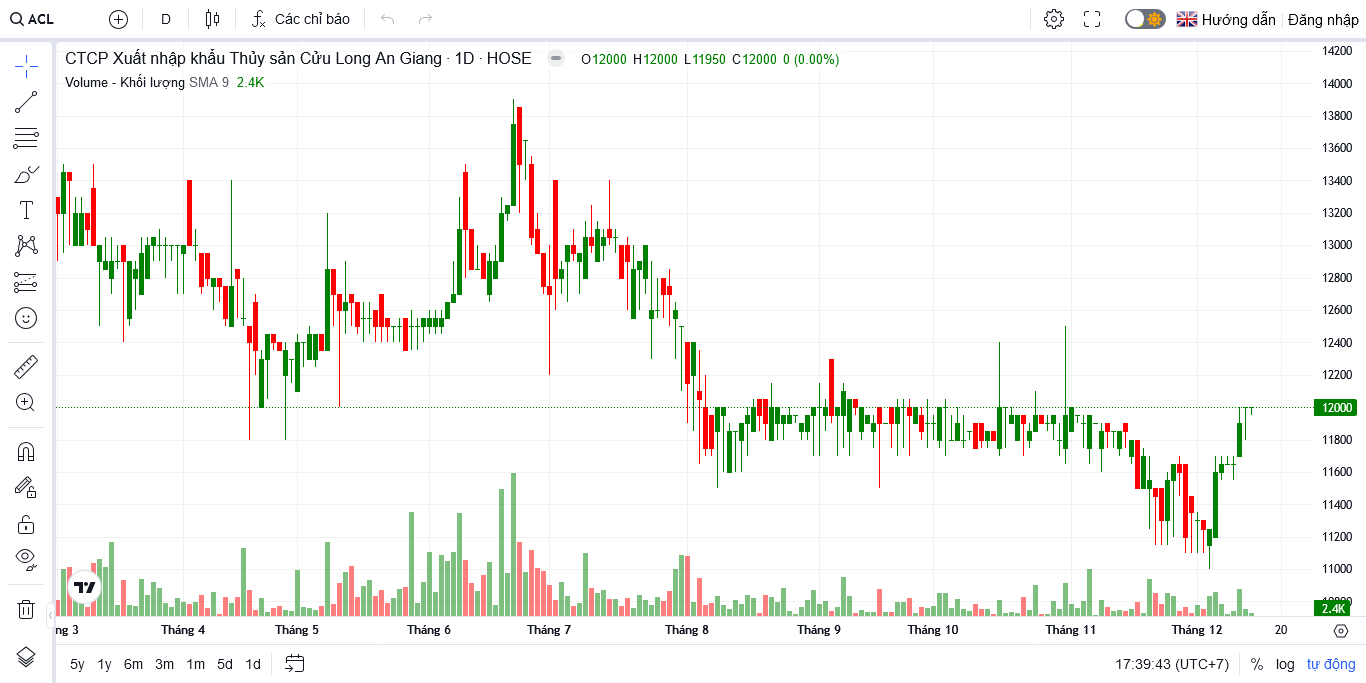 ACL D Các chỉ báo Hướng dẫn Đăng nhập
CTCP Xuất nhập khẩu Thủy sản Cửu Long An Giang · 1D · HOSE O12000 H12000 L11950 C12000 0 (0.00%)
Volume - Khối lượng SMA 9 2.4K
14200
14000
13800
13600
13400
13200
13000
12800
12600
12400
12200
12000
11800
11600
11400
11200
11000
2.4K
ng 3 Tháng 4 Tháng 5 Tháng 6 Tháng 7 Tháng 8 Tháng 9 Tháng 10 Tháng 11 Tháng 12 20
5y 1y 6m 3m 1m 5d 1d 17:39:43 (UTC+7) % log tự động